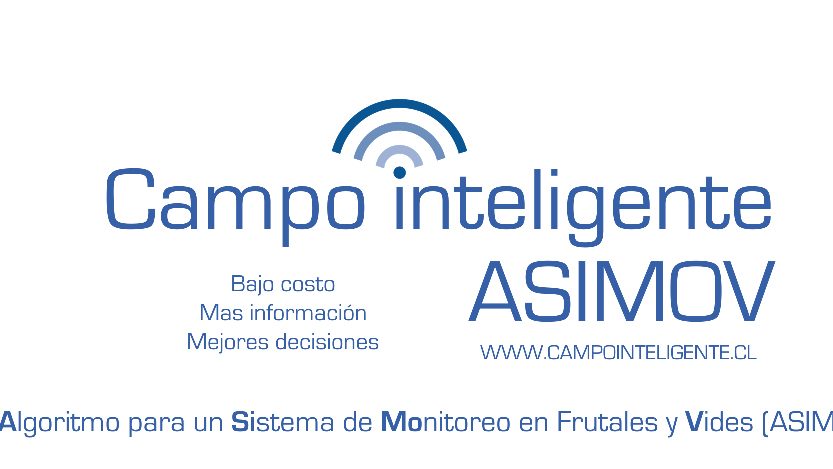 Campo inteligente
ASIMOV
Bajo costo
Mas información
Mejores decisiones
WWW.CAMPOINTELIGENTE.CL
Algoritmo para un Sistema de Monitoreo en Frutales y Vides (ASIM